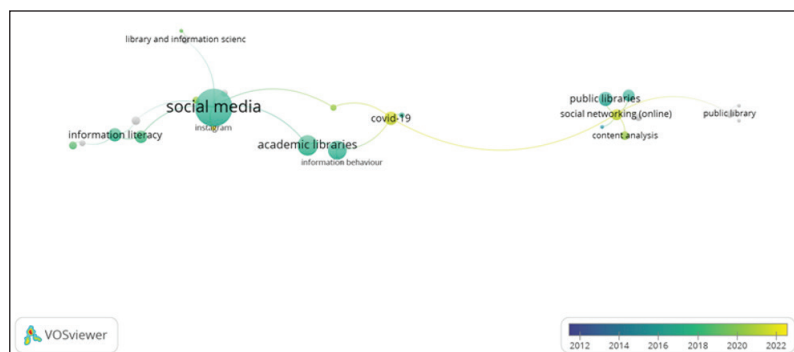 library and information scienc
social media
instagram
information literacy
academic libraries
information behaviour
covid-19
public libraries
social networking (online)
public library
content analysis
VOSviewer
2012 2014 2016 2018 2020 2022